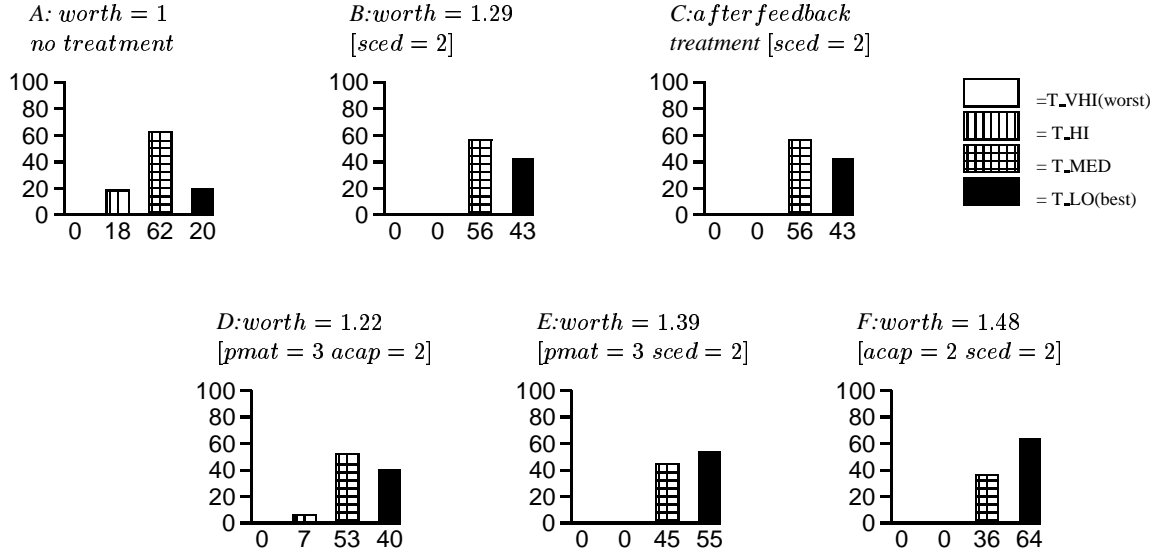 A: worth = 1
no treatment
100
80
60
40
20
0
0 18 62 20
B:worth = 1.29
[sced = 2]
100
80
60
40
20
0
0 0 56 43
C:afterfeedback
treatment [sced = 2]
100
80
60
40
20
0
0 0 56 43
=T_VHI(worst)
= T_HI
= T_MED
= T_LO(best)
D:worth = 1.22
[pmat = 3 acap = 2]
100
80
60
40
20
0
0 7 53 40
E:worth = 1.39
[pmat = 3 sced = 2]
100
80
60
40
20
0
0 0 45 55
F:worth = 1.48
[acap = 2 sced = 2]
100
80
60
40
20
0
0 0 36 64